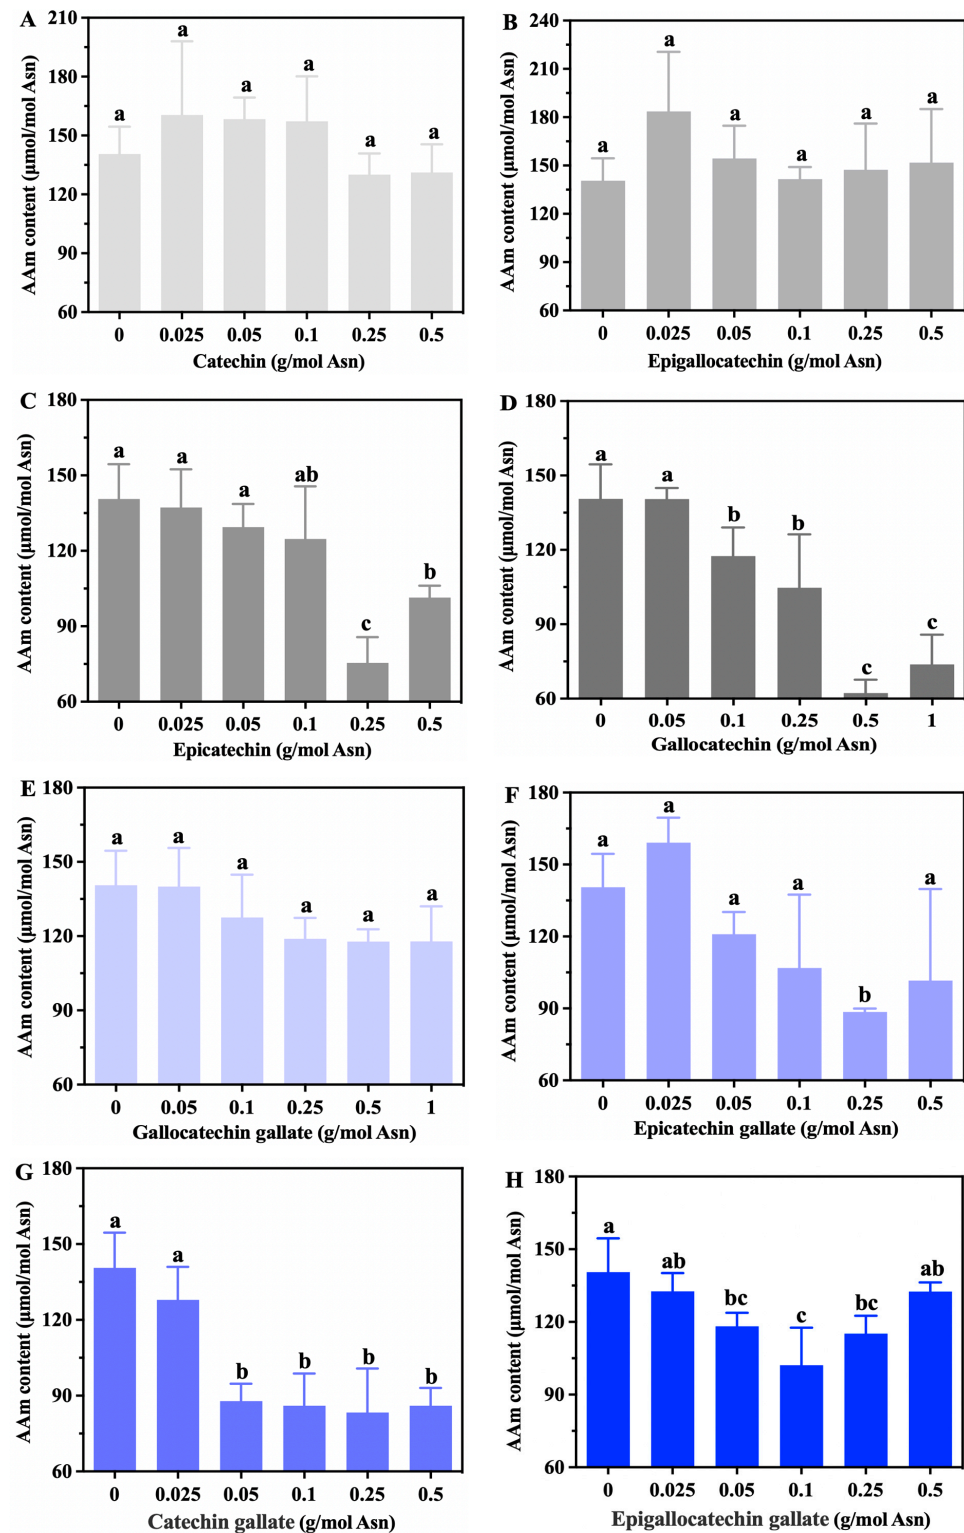 A
AAm content (μmol/mol Asn)
210
180
150
120
90
60
a a a a a a
0 0.025 0.05 0.1 0.25 0.5
Catechin (g/mol Asn)
B
AAm content (μmol/mol Asn)
240
210
180
150
120
90
60
a a a a a a
0 0.025 0.05 0.1 0.25 0.5
Epigallocatechin (g/mol Asn)
C
AAm content (μmol/mol Asn)
180
150
120
90
60
a a a ab c b
0 0.025 0.05 0.1 0.25 0.5
Epicatechin (g/mol Asn)
D
AAm content (μmol/mol Asn)
180
150
120
90
60
a a b b c c
0 0.05 0.1 0.25 0.5 1
Gallocatechin (g/mol Asn)
E
AAm content (μmol/mol Asn)
180
150
120
90
60
a a a a a a
0 0.05 0.1 0.25 0.5 1
Gallocatechin gallate (g/mol Asn)
F
AAm content (μmol/mol Asn)
180
150
120
90
60
a a a a b a
0 0.025 0.05 0.1 0.25 0.5
Epicatechin gallate (g/mol Asn)
G
AAm content (μmol/mol Asn)
180
150
120
90
60
a a b b b b
0 0.025 0.05 0.1 0.25 0.5
Catechin gallate (g/mol Asn)
H
AAm content (μmol/mol Asn)
180
150
120
90
60
a ab bc c bc ab
0 0.025 0.05 0.1 0.25 0.5
Epigallocatechin gallate (g/mol Asn)